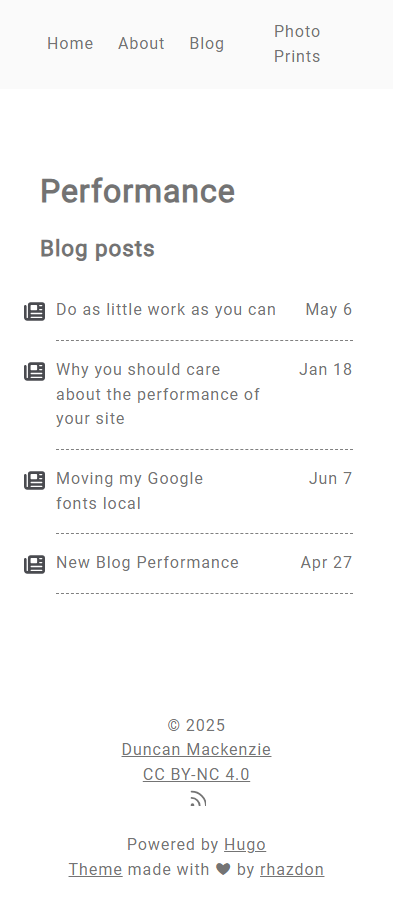 Home About Blog Photo
Prints
Performance
Blog posts
Do as little work as you can May 6
Why you should care Jan 18
about the performance of
your site
Moving my Google Jun 7
fonts local
New Blog Performance Apr 27
© 2025
Duncan Mackenzie
CC BY-NC 4.0
Powered by Hugo
Theme made with ♥ by rhazdon